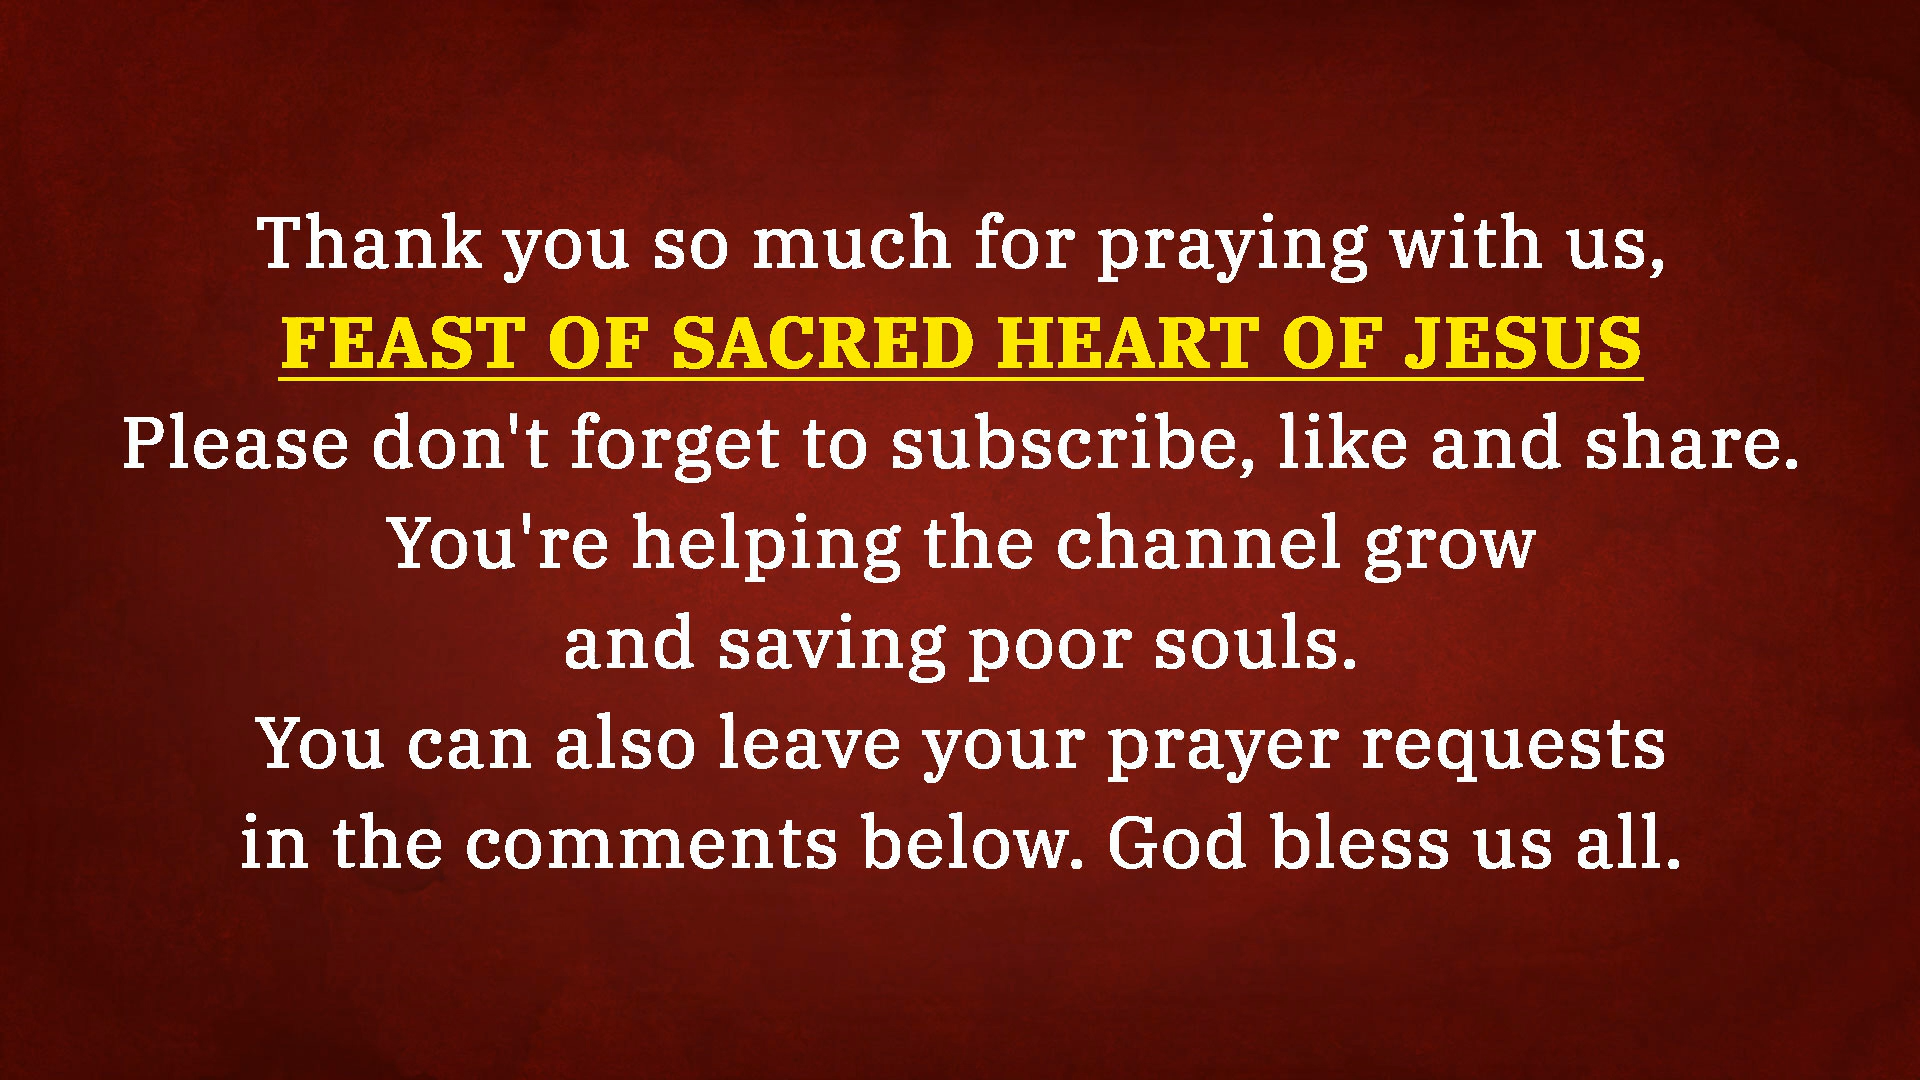 Thank you so much for praying with us,
FEAST OF SACRED HEART OF JESUS
Please don't forget to subscribe, like and share.
You're helping the channel grow
and saving poor souls.
You can also leave your prayer requests
in the comments below. God bless us all.